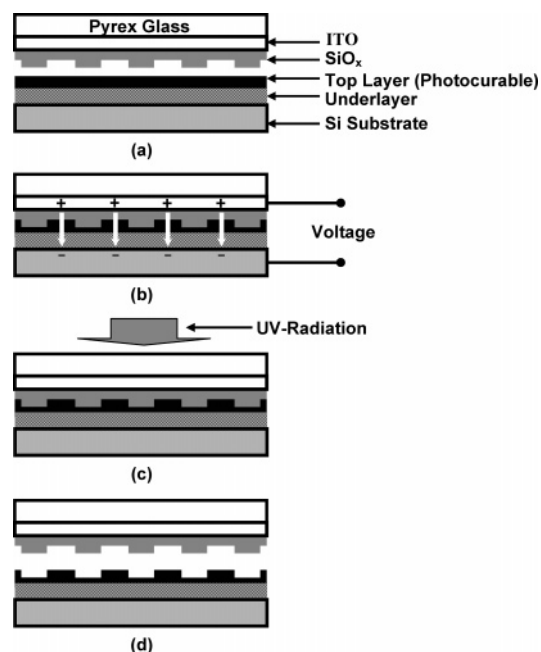 Pyrex Glass
ITO
SiOₓ
Top Layer (Photocurable)
Underlayer
Si Substrate
(a)
+ + + +
Voltage
- - - -
(b)
UV-Radiation
(c)
(d)